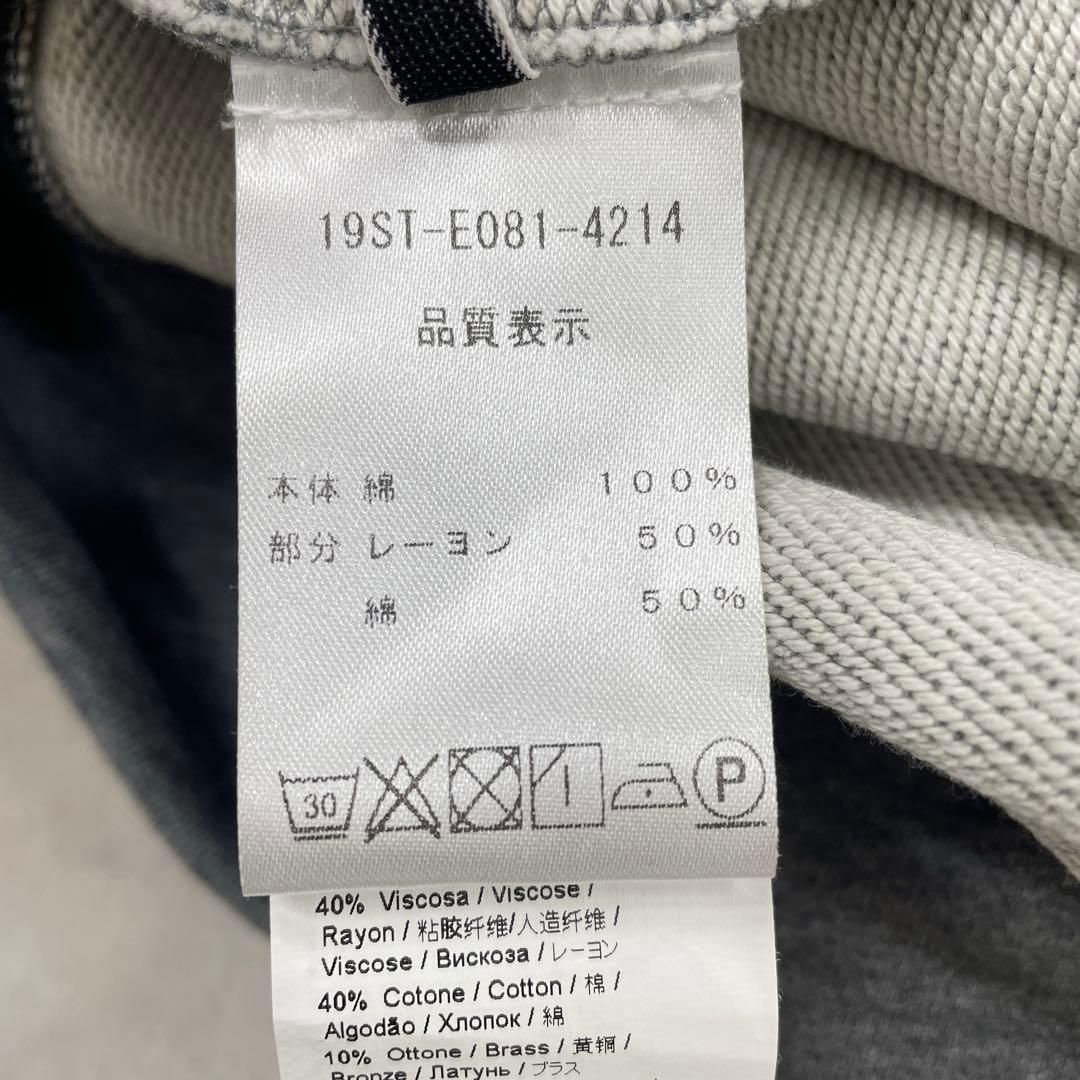 19ST-E081-4214
品質表示
本体 綿 100%
部分 レーヨン 50%
綿 50%
30 P
40% Viscosa / Viscose /
Rayon / 粘胶纤维/人造纤维 /
Viscose / Вискоза / レーヨン
40% Cotone / Cotton / 棉 /
Algodão / Хлопок / 綿
10% Ottone / Brass / 黄铜 /
Bronze / Латунь / ブラス